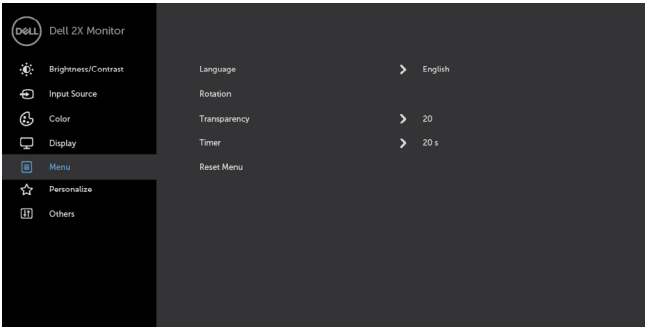 DELL Dell 2X Monitor
Brightness/Contrast Language English
Input Source Rotation
Color Transparency 20
Display Timer 20 s
Menu Reset Menu
Personalize
Others